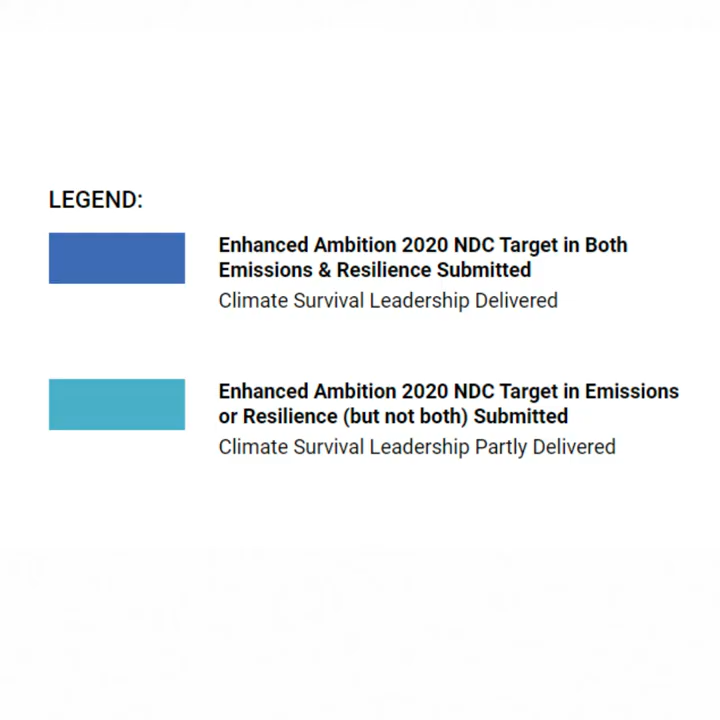 LEGEND:
Enhanced Ambition 2020 NDC Target in Both
Emissions & Resilience Submitted
Climate Survival Leadership Delivered
Enhanced Ambition 2020 NDC Target in Emissions
or Resilience (but not both) Submitted
Climate Survival Leadership Partly Delivered